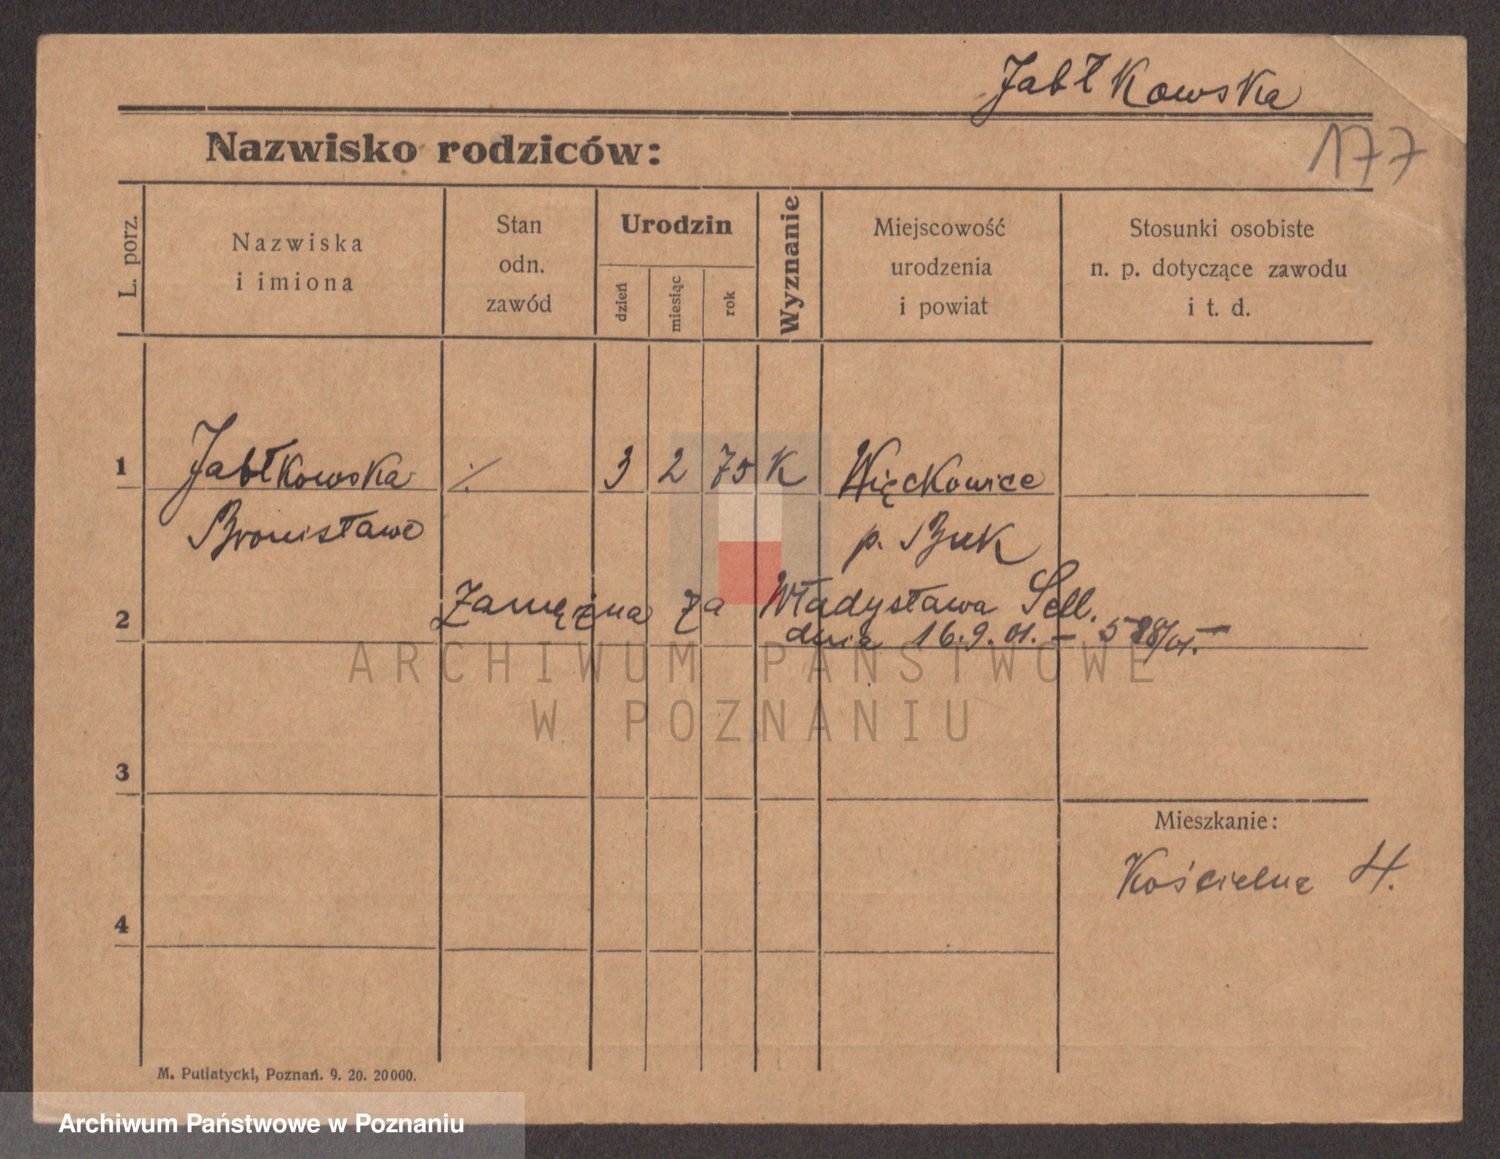 Jabłkowska
177
Nazwisko rodziców:
L. porz.
Nazwiska
i imiona
Stan
odn.
zawód
Urodzin
dzień
miesiąc
rok
Wyznanie
Miejscowość
urodzenia
i powiat
Stosunki osobiste
n. p. dotyczące zawodu
i t. d.
1 Jabłkowska ./. 3 2 75 K Więckowice
Bronisława p. Buk
2 Zamężna za Władysława Sell.
dnia 16.9.01. –
ARCHIWUM PAŃSTWOWE
W POZNANIU
3
Mieszkanie:
Kościelna 4.
4
M. Putiatycki, Poznań. 9. 20. 20000.
Archiwum Państwowe w Poznaniu